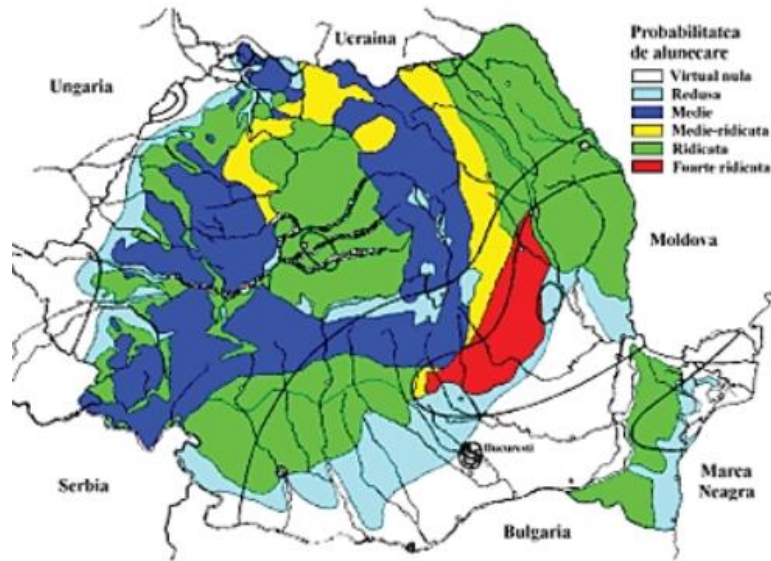 Ucraina
Ungaria
Probabilitatea
de alunecare
Virtual nula
Redusa
Medie
Medie-ridicata
Ridicata
Foarte ridicata
Moldova
Bucuresti
Serbia
Marea
Neagra
Bulgaria